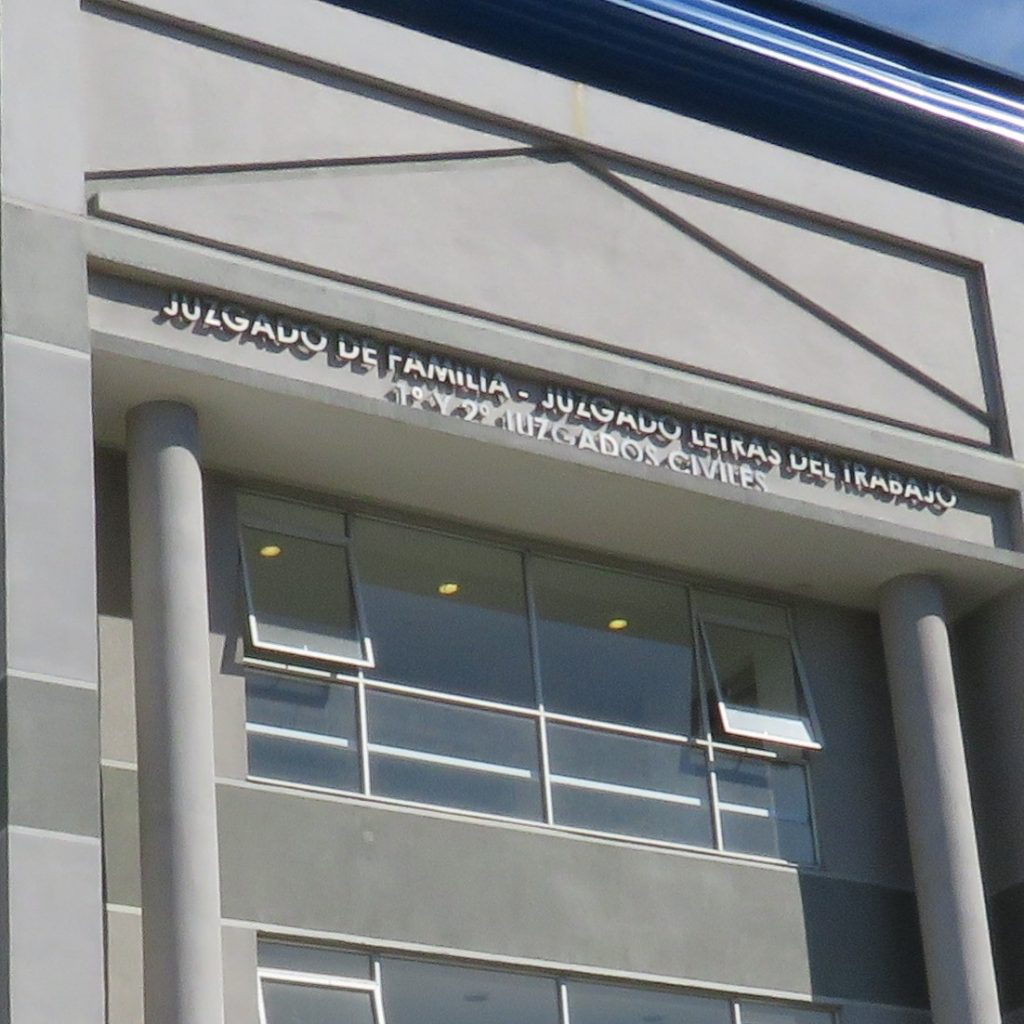 JUZGADO DE FAMILIA - JUZGADO LETRAS DEL TRABAJO
1º Y 2º JUZGADOS CIVILES